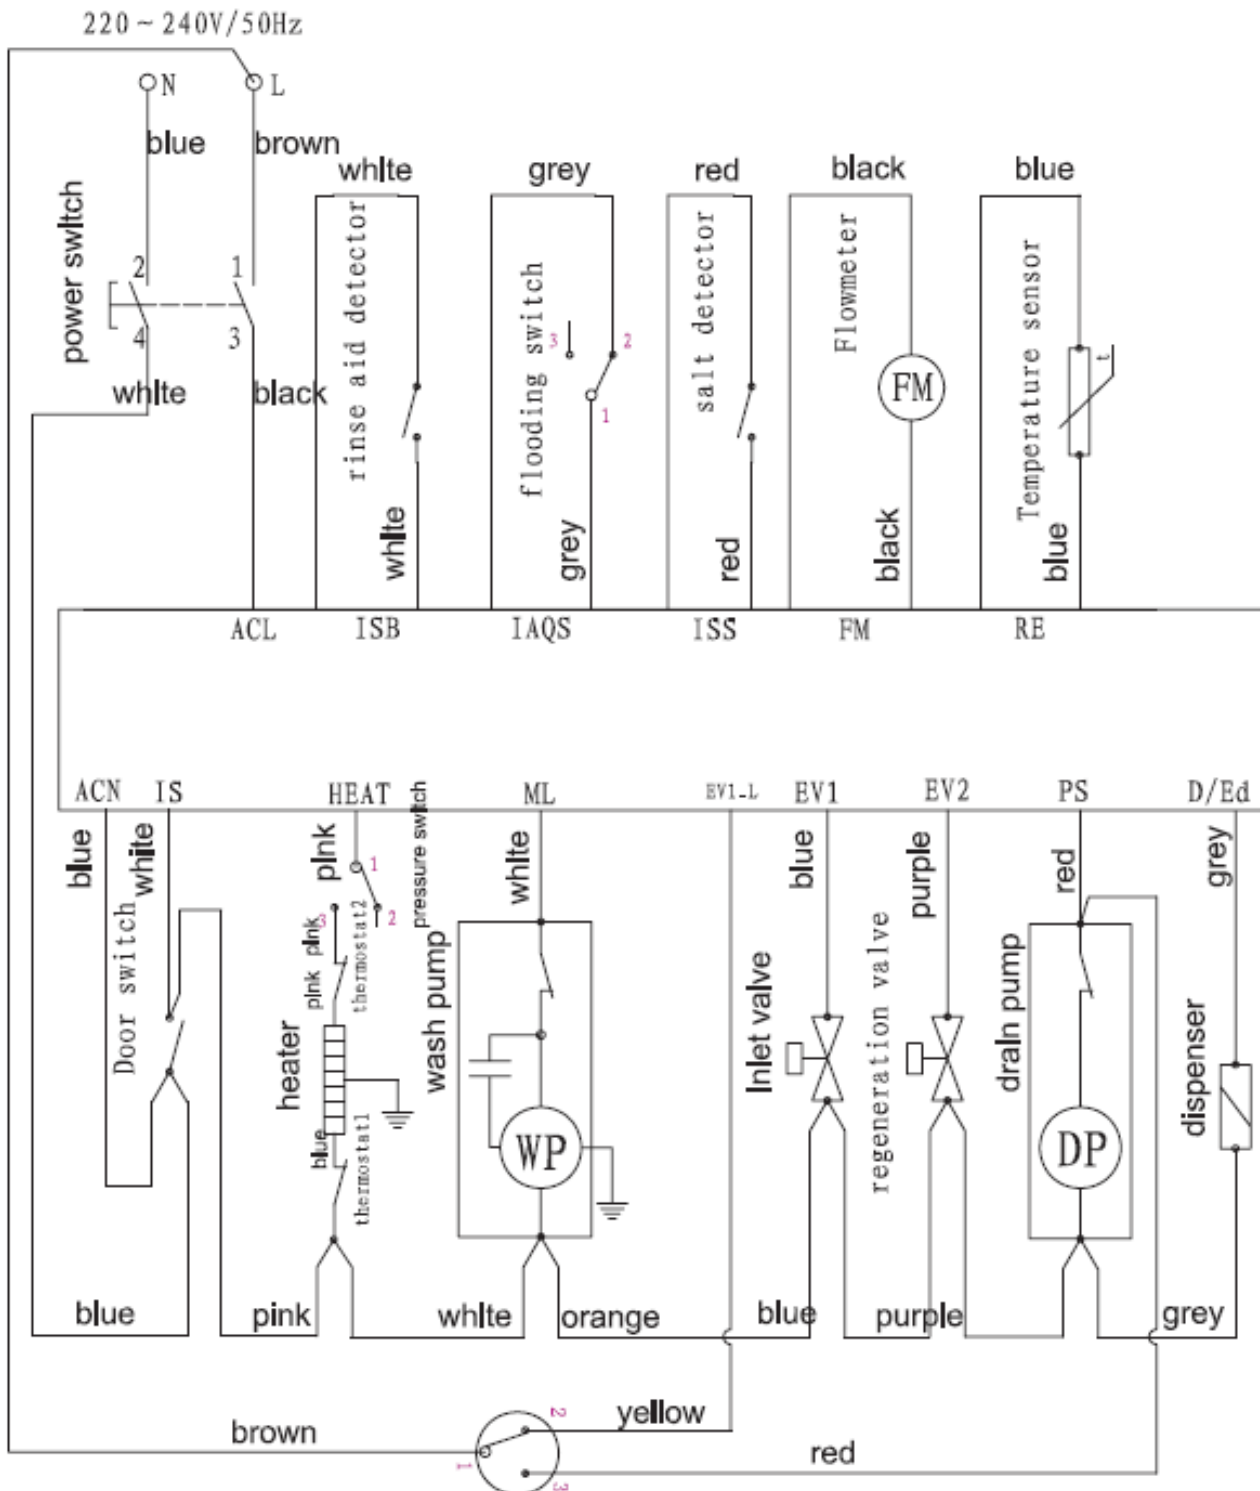 220～240V/50Hz
N
L
blue
brown
power switch
2
1
4
3
white
black
white
rinse aid detector
white
grey
flooding switch
3
2
1
grey
red
salt detector
red
black
Flowmeter
FM
black
blue
Temperature sensor
t
blue
ACL
ISB
IAQS
ISS
FM
RE
ACN
IS
HEAT
ML
EV1-L
EV1
EV2
PS
D/Ed
blue
white
Door switch
pink
1
3
2
pressure switch
pink
pink
thermostat2
heater
blue
thermostat1
white
wash pump
WP
blue
Inlet valve
purple
regeneration valve
red
drain pump
DP
grey
dispenser
blue
pink
white
orange
blue
purple
grey
brown
1
2
3
yellow
red